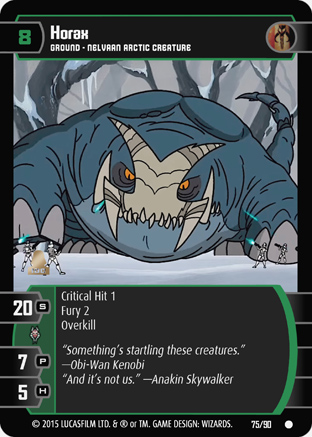 8 Horax
GROUND - NELVAAN ARCTIC CREATURE
20 S
Critical Hit 1
Fury 2
Overkill
7 P
"Something's startling these creatures."
—Obi-Wan Kenobi
5 H
"And it's not us." —Anakin Skywalker
© 2015 LUCASFILM LTD. & ® or TM. GAME DESIGN: WIZARDS. 75/90